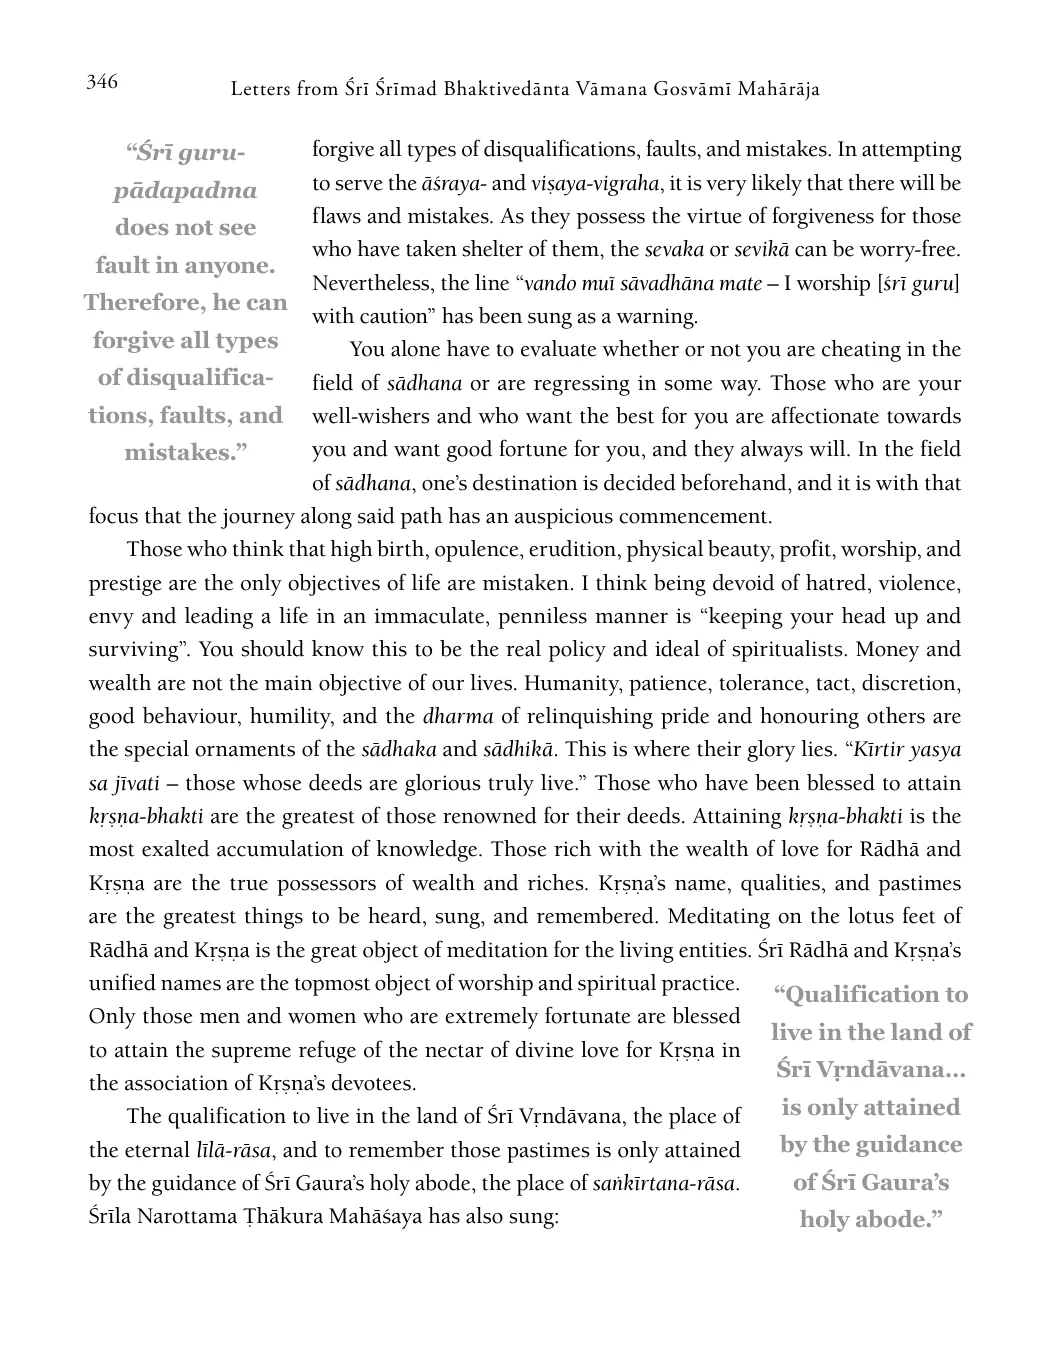 346
Letters from Śrī Śrīmad Bhaktivedānta Vāmana Gosvāmī Mahārāja
“Śrī guru-
pādapadma
does not see
fault in anyone.
Therefore, he can
forgive all types
of disqualifica-
tions, faults, and
mistakes.”
forgive all types of disqualifications, faults, and mistakes. In attempting
to serve the āśraya- and viṣaya-vigraha, it is very likely that there will be
flaws and mistakes. As they possess the virtue of forgiveness for those
who have taken shelter of them, the sevaka or sevikā can be worry-free.
Nevertheless, the line “vando muĩ sāvadhāna mate – I worship [śrī guru]
with caution” has been sung as a warning.
You alone have to evaluate whether or not you are cheating in the
field of sādhana or are regressing in some way. Those who are your
well-wishers and who want the best for you are affectionate towards
you and want good fortune for you, and they always will. In the field
of sādhana, one’s destination is decided beforehand, and it is with that
focus that the journey along said path has an auspicious commencement.
Those who think that high birth, opulence, erudition, physical beauty, profit, worship, and
prestige are the only objectives of life are mistaken. I think being devoid of hatred, violence,
envy and leading a life in an immaculate, penniless manner is “keeping your head up and
surviving”. You should know this to be the real policy and ideal of spiritualists. Money and
wealth are not the main objective of our lives. Humanity, patience, tolerance, tact, discretion,
good behaviour, humility, and the dharma of relinquishing pride and honouring others are
the special ornaments of the sādhaka and sādhikā. This is where their glory lies. “Kīrtir yasya
sa jīvati – those whose deeds are glorious truly live.” Those who have been blessed to attain
kṛṣṇa-bhakti are the greatest of those renowned for their deeds. Attaining kṛṣṇa-bhakti is the
most exalted accumulation of knowledge. Those rich with the wealth of love for Rādhā and
Kṛṣṇa are the true possessors of wealth and riches. Kṛṣṇa’s name, qualities, and pastimes
are the greatest things to be heard, sung, and remembered. Meditating on the lotus feet of
Rādhā and Kṛṣṇa is the great object of meditation for the living entities. Śrī Rādhā and Kṛṣṇa’s
unified names are the topmost object of worship and spiritual practice.
Only those men and women who are extremely fortunate are blessed
to attain the supreme refuge of the nectar of divine love for Kṛṣṇa in
the association of Kṛṣṇa’s devotees.
The qualification to live in the land of Śrī Vṛndāvana, the place of
the eternal līlā-rāsa, and to remember those pastimes is only attained
by the guidance of Śrī Gaura’s holy abode, the place of saṅkīrtana-rāsa.
Śrīla Narottama Ṭhākura Mahāśaya has also sung:
“Qualification to
live in the land of
Śrī Vṛndāvana...
is only attained
by the guidance
of Śrī Gaura’s
holy abode.”